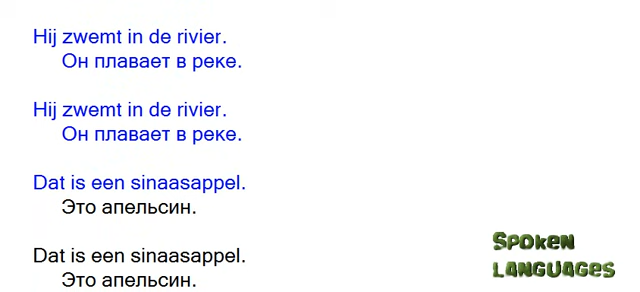 Hij zwemt in de rivier.
Он плавает в реке.
Hij zwemt in de rivier.
Он плавает в реке.
Dat is een sinaasappel.
Это апельсин.
Dat is een sinaasappel.
Это апельсин.
Spoken
Languages